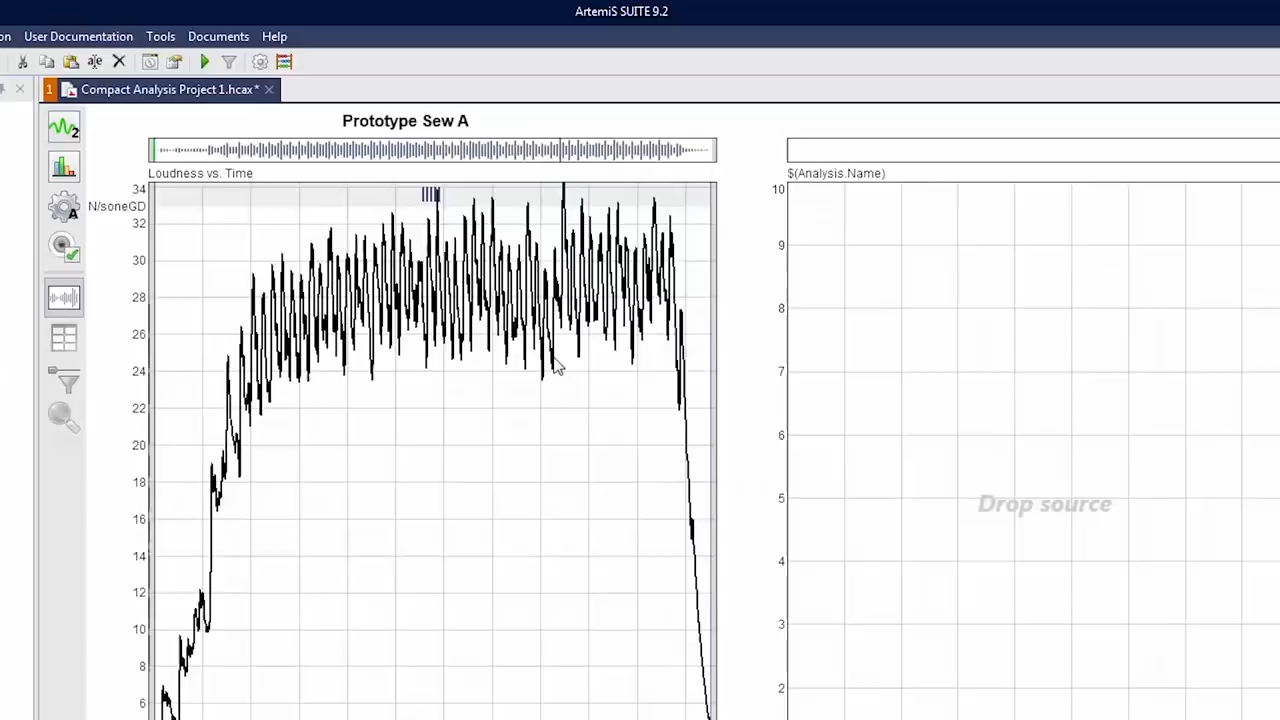 ArtemiS SUITE 9.2
on User Documentation Tools Documents Help
1 Compact Analysis Project 1.hcax*
Prototype Sew A
Loudness vs. Time
34
N/soneGD
32
30
28
26
24
22
20
18
16
14
12
10
8
6
2
A
$(Analysis.Name)
10
9
8
7
6
5
4
3
2
Drop source